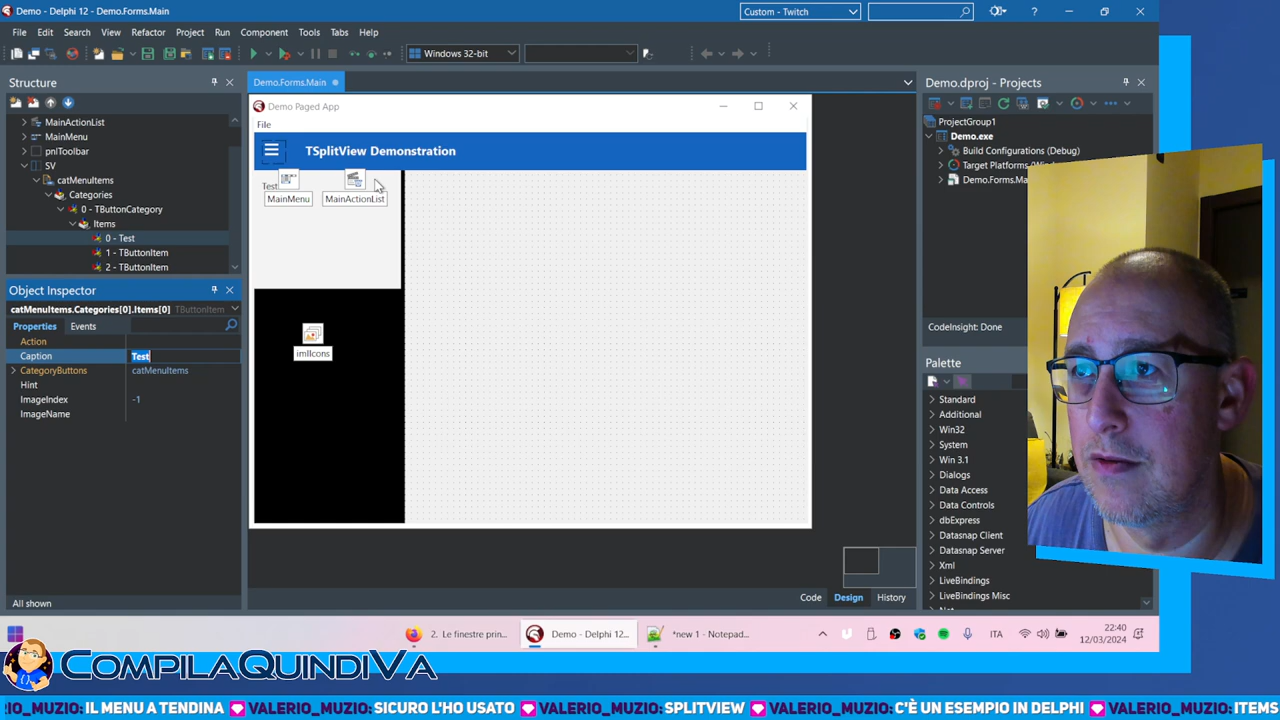 Demo - Delphi 12 - Demo.Forms.Main
Custom - Twitch
File Edit Search View Refactor Project Run Component Tools Tabs Help
Windows 32-bit
Structure
Demo.Forms.Main
Demo.dproj - Projects
MainActionList
MainMenu
pnlToolbar
SV
catMenuItems
Categories
0 - TButtonCategory
Items
0 - Test
1 - TButtonItem
2 - TButtonItem
Demo Paged App
File
TSplitView Demonstration
Test
MainMenu
MainActionList
imlIcons
ProjectGroup1
Demo.exe
Build Configurations (Debug)
Target Platforms (Win
Demo.Forms.Ma
Object Inspector
catMenuItems.Categories[0].Items[0] TButtonItem
Properties Events
Action
Caption Test
CategoryButtons catMenuItems
Hint
ImageIndex -1
ImageName
All shown
CodeInsight: Done
Palette
Standard
Additional
Win32
System
Win 3.1
Dialogs
Data Access
Data Controls
dbExpress
Datasnap Client
Datasnap Server
Xml
LiveBindings
LiveBindings Misc
Code Design History
2. Le finestre prin...
Demo - Delphi 12...
*new 1 - Notepad...
ITA
22:40
12/03/2024
COMPILAQUINDIVA
ERIO_MUZIO: IL MENU A TENDINA VALERIO_MUZIO: SICURO L'HO USATO VALERIO_MUZIO: SPLITVIEW VALERIO_MUZIO: C'È UN ESEMPIO IN DELPHI VALERIO_MUZIO: ITEMS